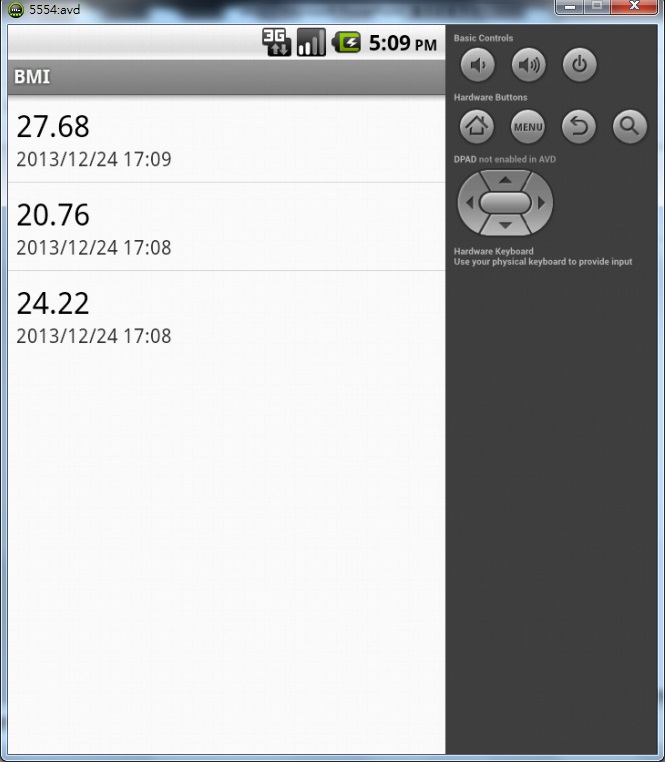 5554:avd
3G 5:09 PM
BMI
27.68
2013/12/24 17:09
20.76
2013/12/24 17:08
24.22
2013/12/24 17:08
Basic Controls
Hardware Buttons
MENU
DPAD not enabled in AVD
Hardware Keyboard
Use your physical keyboard to provide input